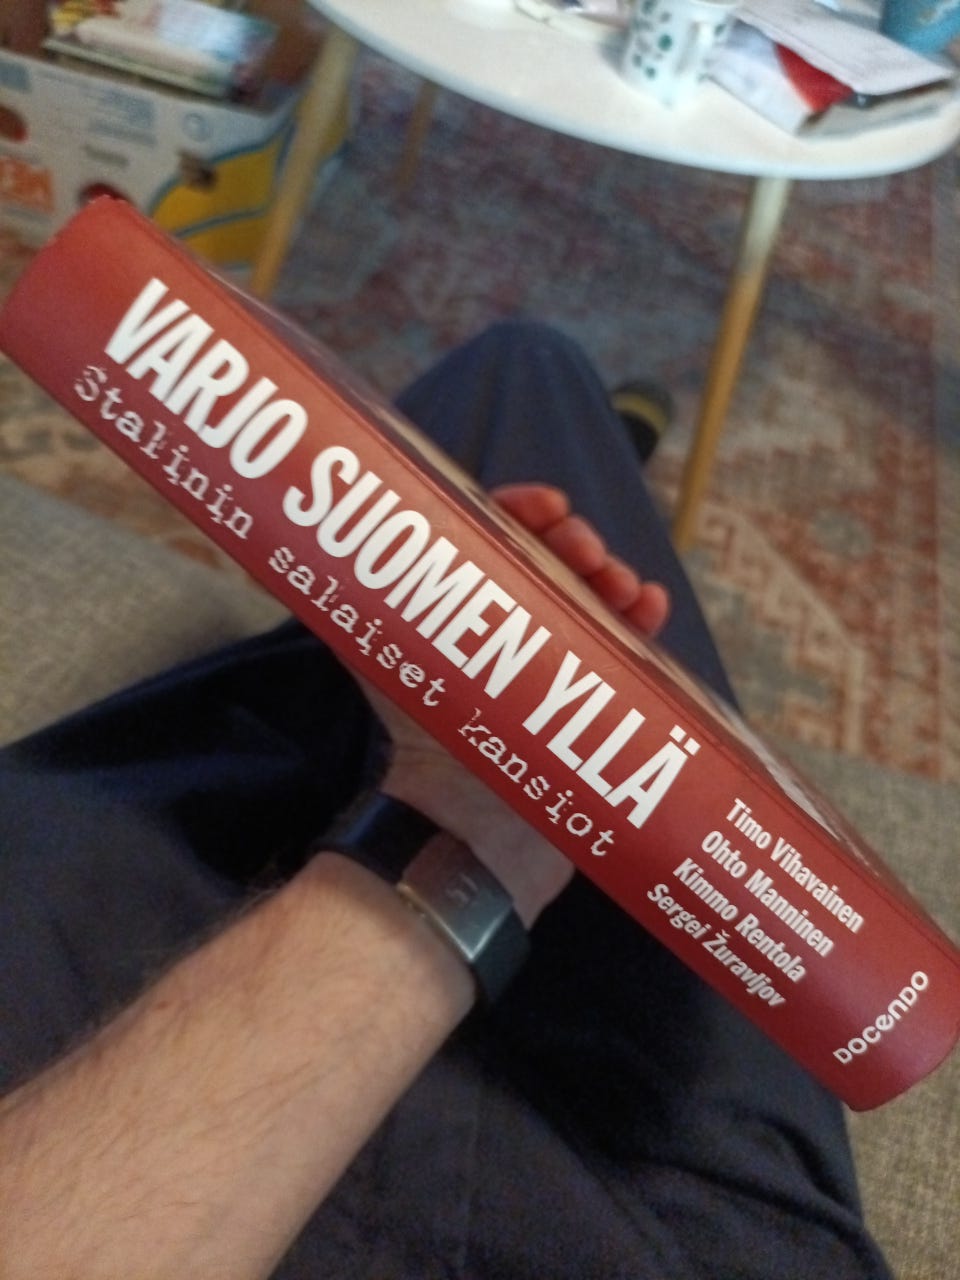 VARJO SUOMEN YLLÄ
Stalinin salaiset kansiot
Timo Vihavainen
Ohto Manninen
Kimmo Rentola
Sergei Žuravljov
DOCENDO